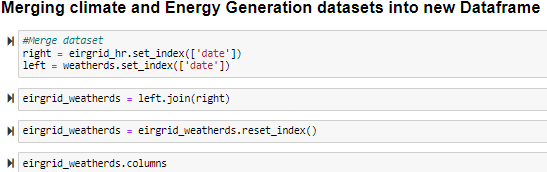 Merging climate and Energy Generation datasets into new Dataframe
#Merge dataset
right = eirgrid_hr.set_index(['date'])
left = weatherds.set_index(['date'])
eirgrid_weatherds = left.join(right)
eirgrid_weatherds = eirgrid_weatherds.reset_index()
eirgrid_weatherds.columns